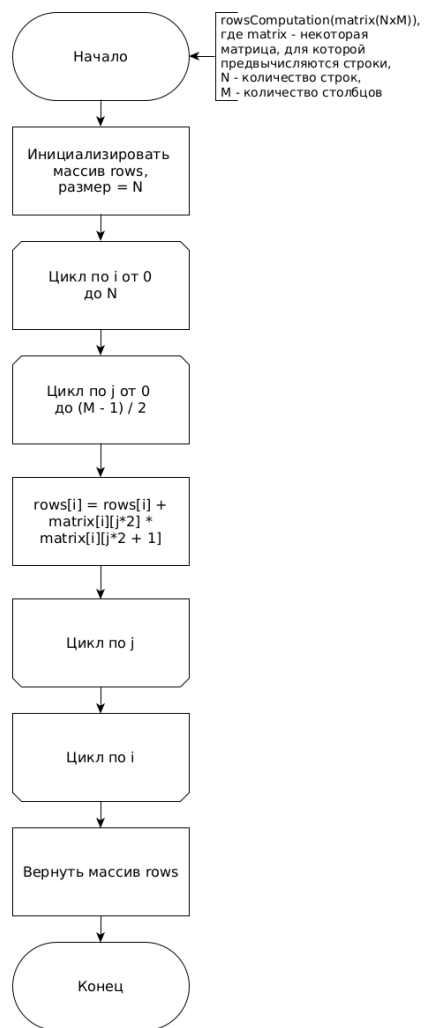 Начало
rowsComputation(matrix(NxM)),
где matrix - некоторая
матрица, для которой
предвычисляются строки,
N - количество строк,
M - количество столбцов
Инициализировать
массив rows,
размер = N
Цикл по i от 0
до N
Цикл по j от 0
до (M - 1) / 2
rows[i] = rows[i] +
matrix[i][j*2] *
matrix[i][j*2 + 1]
Цикл по j
Цикл по i
Вернуть массив rows
Конец